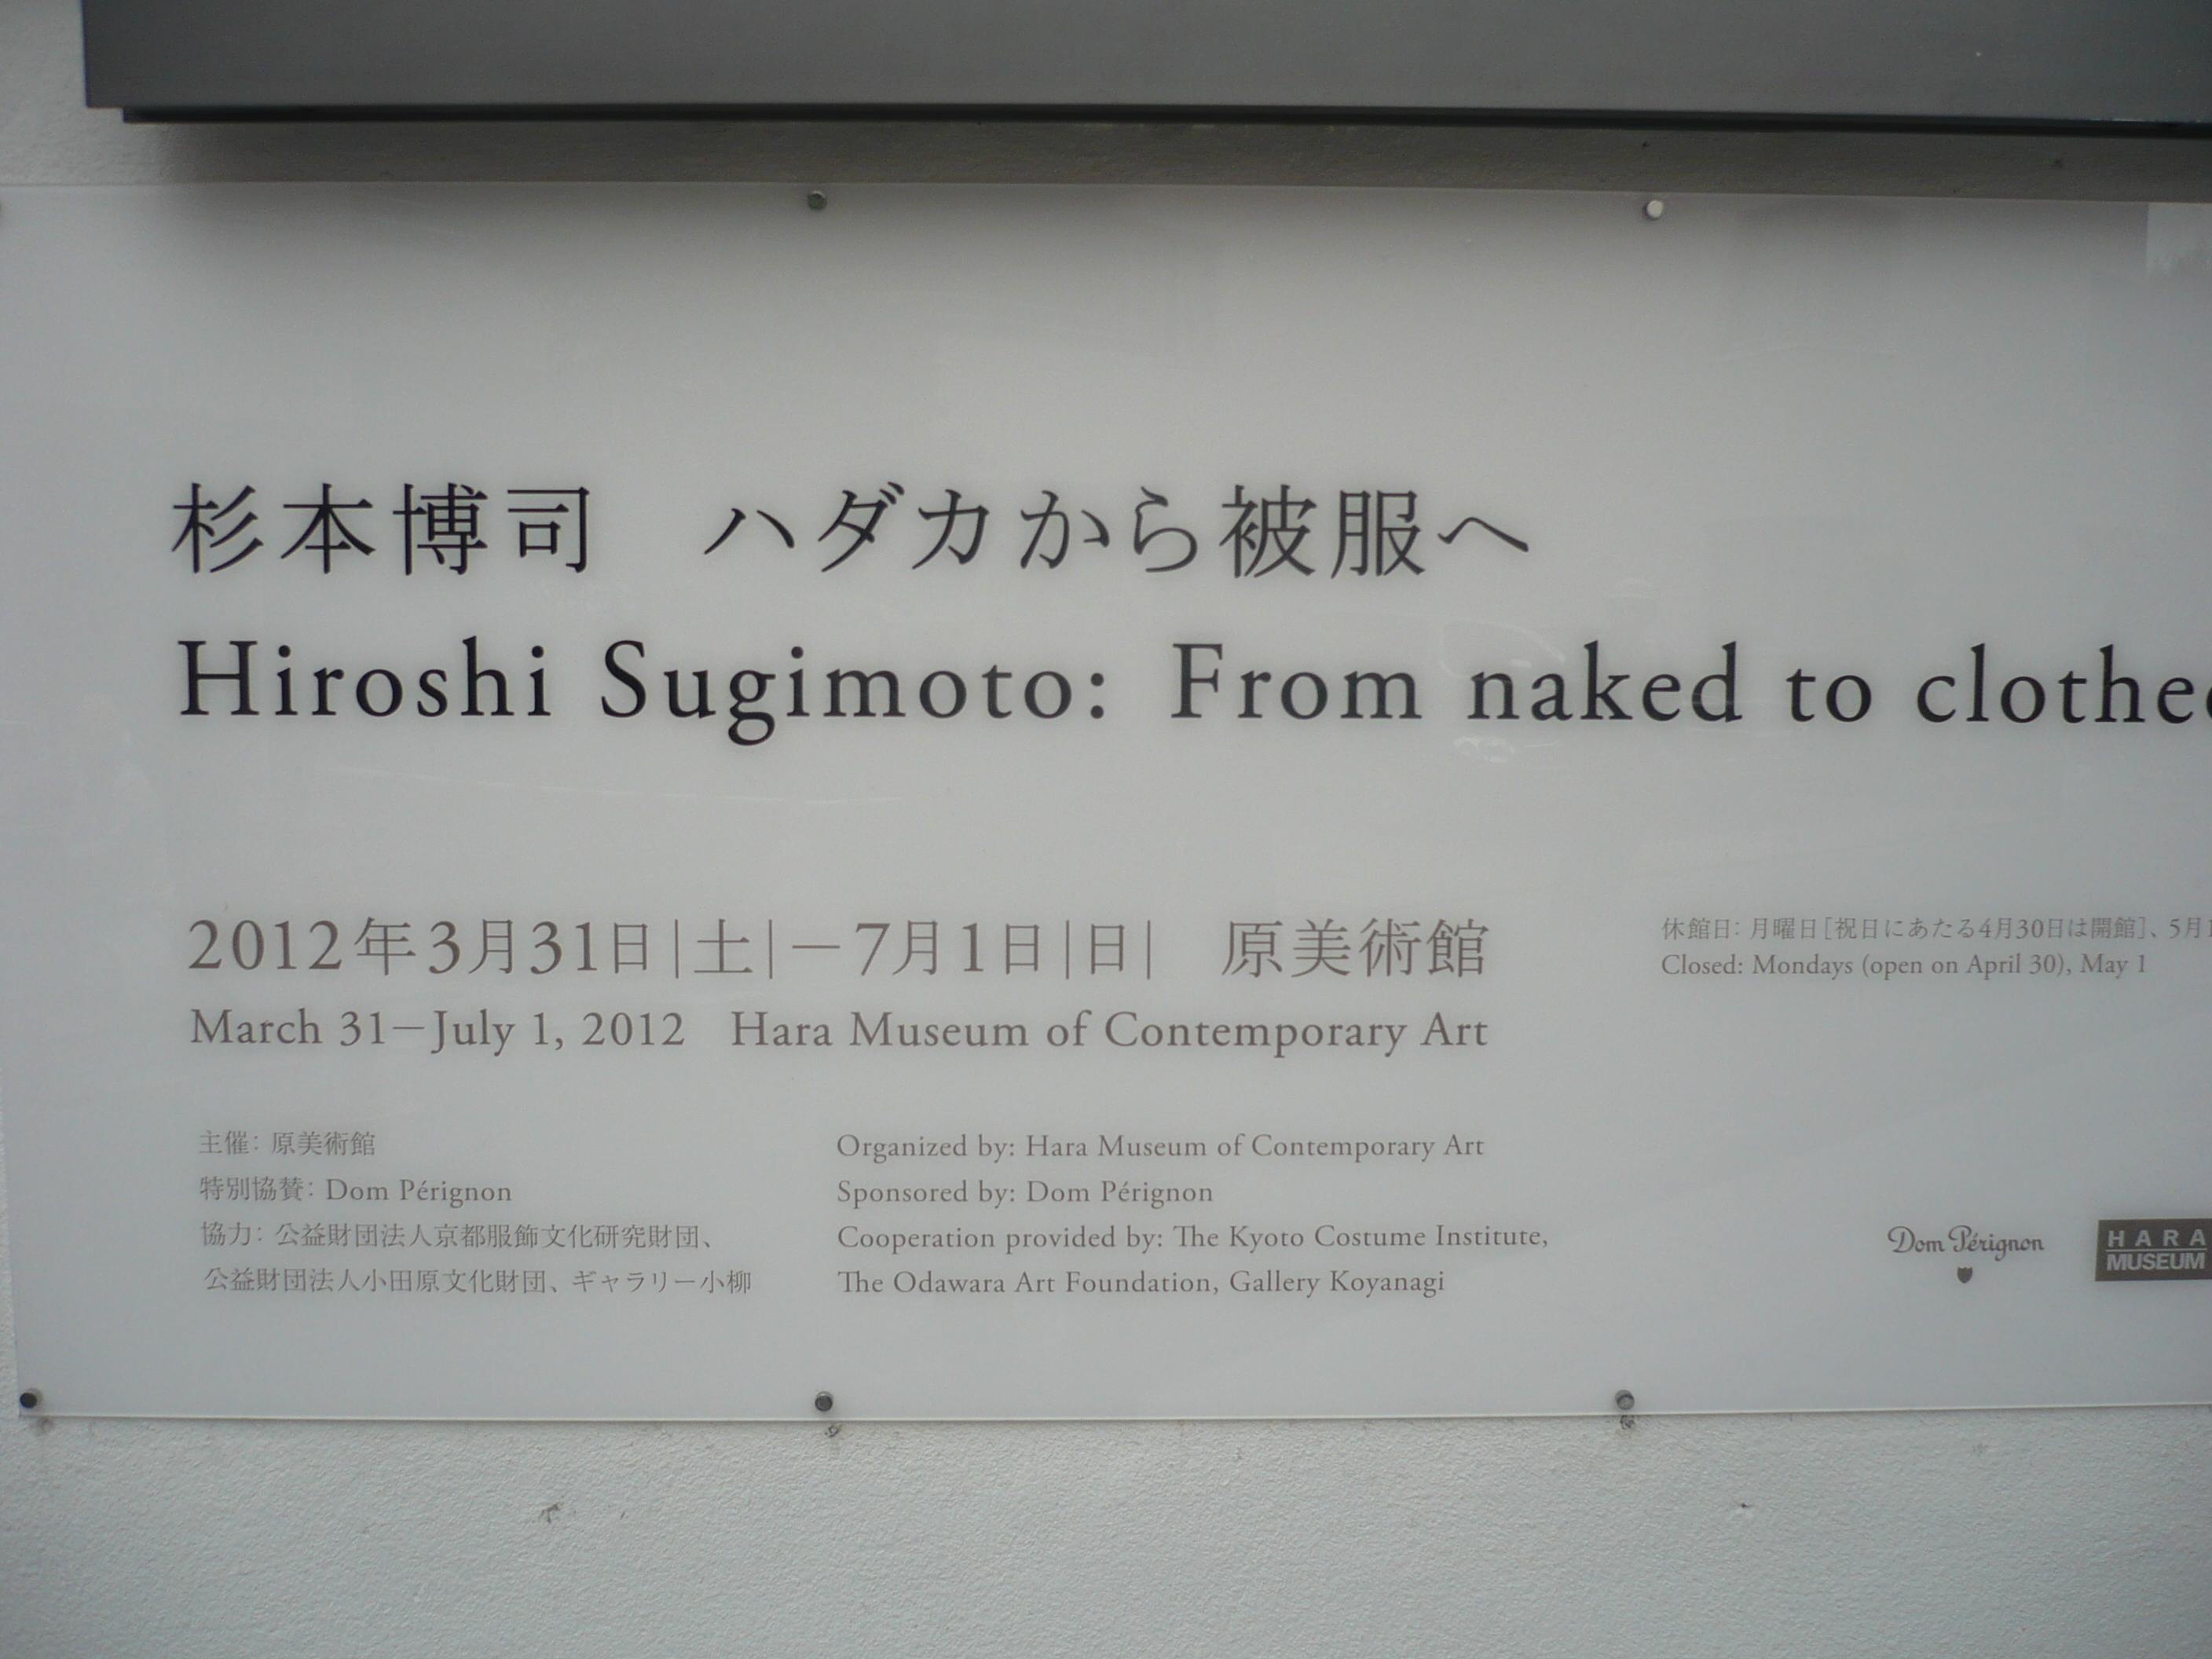 杉本博司　ハダカから被服へ
Hiroshi Sugimoto: From naked to clothed
2012年3月31日|土|－7月1日|日|　原美術館
March 31－July 1, 2012　Hara Museum of Contemporary Art
休館日: 月曜日[祝日にあたる4月30日は開館]、5月1
Closed: Mondays (open on April 30), May 1
主催: 原美術館
特別協賛: Dom Pérignon
協力: 公益財団法人京都服飾文化研究財団、
公益財団法人小田原文化財団、ギャラリー小柳
Organized by: Hara Museum of Contemporary Art
Sponsored by: Dom Pérignon
Cooperation provided by: The Kyoto Costume Institute,
The Odawara Art Foundation, Gallery Koyanagi
Dom Pérignon
HARA
MUSEUM